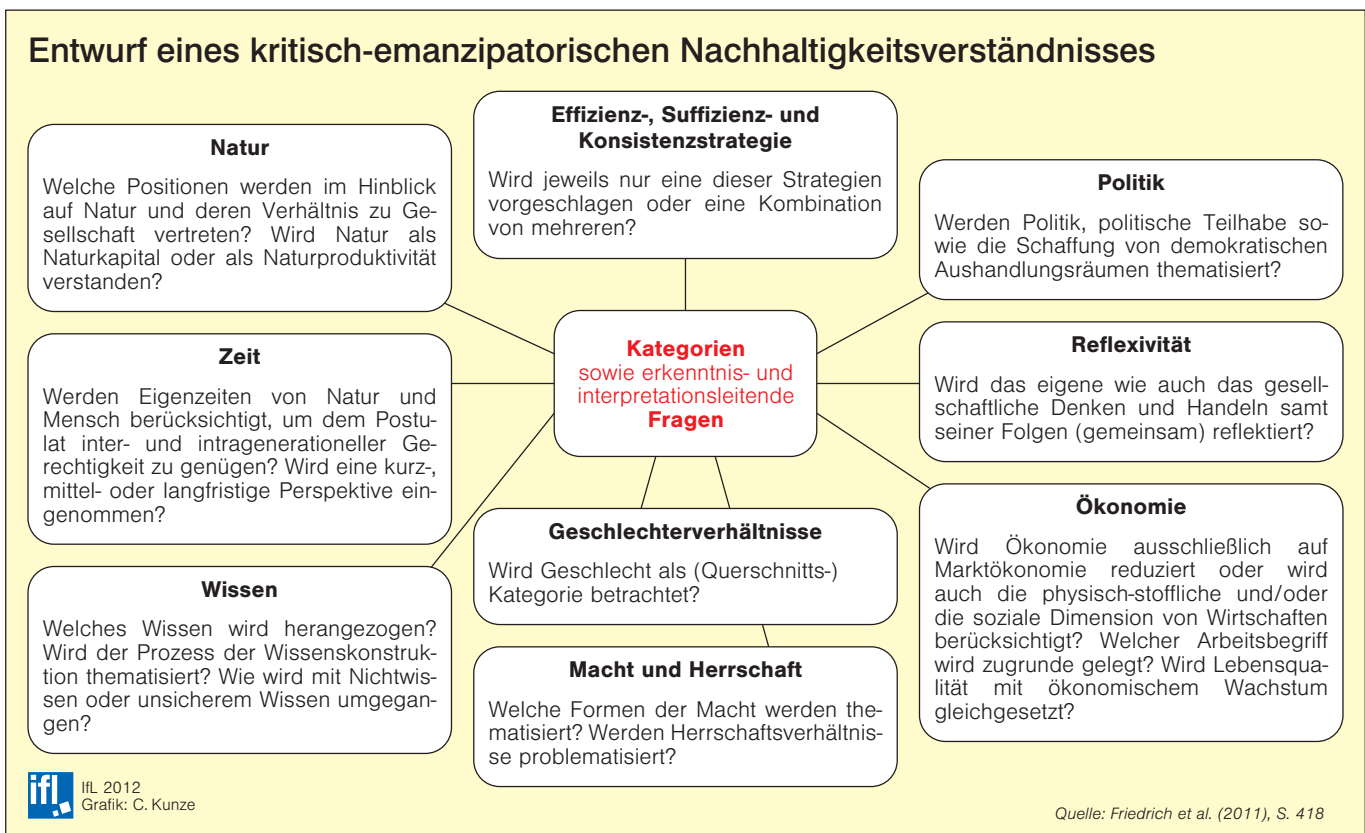 Entwurf eines kritisch-emanzipatorischen Nachhaltigkeitsverständnisses
Natur
Welche Positionen werden im Hinblick
auf Natur und deren Verhältnis zu Ge-
sellschaft vertreten? Wird Natur als
Naturkapital oder als Naturproduktivität
verstanden?
Effizienz-, Suffizienz- und
Konsistenzstrategie
Wird jeweils nur eine dieser Strategien
vorgeschlagen oder eine Kombination
von mehreren?
Politik
Werden Politik, politische Teilhabe so-
wie die Schaffung von demokratischen
Aushandlungsräumen thematisiert?
Zeit
Werden Eigenzeiten von Natur und
Mensch berücksichtigt, um dem Postu-
lat inter- und intragenerationeller Ge-
rechtigkeit zu genügen? Wird eine kurz-,
mittel- oder langfristige Perspektive ein-
genommen?
Kategorien
sowie erkenntnis- und
interpretationsleitende
Fragen
Reflexivität
Wird das eigene wie auch das gesell-
schaftliche Denken und Handeln samt
seiner Folgen (gemeinsam) reflektiert?
Wissen
Welches Wissen wird herangezogen?
Wird der Prozess der Wissenskonstruk-
tion thematisiert? Wie wird mit Nichtwis-
sen oder unsicherem Wissen umgegan-
gen?
Geschlechterverhältnisse
Wird Geschlecht als (Querschnitts-)
Kategorie betrachtet?
Macht und Herrschaft
Welche Formen der Macht werden the-
matisiert? Werden Herrschaftsverhältnis-
se problematisiert?
Ökonomie
Wird Ökonomie ausschließlich auf
Marktökonomie reduziert oder wird
auch die physisch-stoffliche und/oder
die soziale Dimension von Wirtschaften
berücksichtigt? Welcher Arbeitsbegriff
wird zugrunde gelegt? Wird Lebensqua-
lität mit ökonomischem Wachstum
gleichgesetzt?
ifl
IfL 2012
Grafik: C. Kunze
Quelle: Friedrich et al. (2011), S. 418